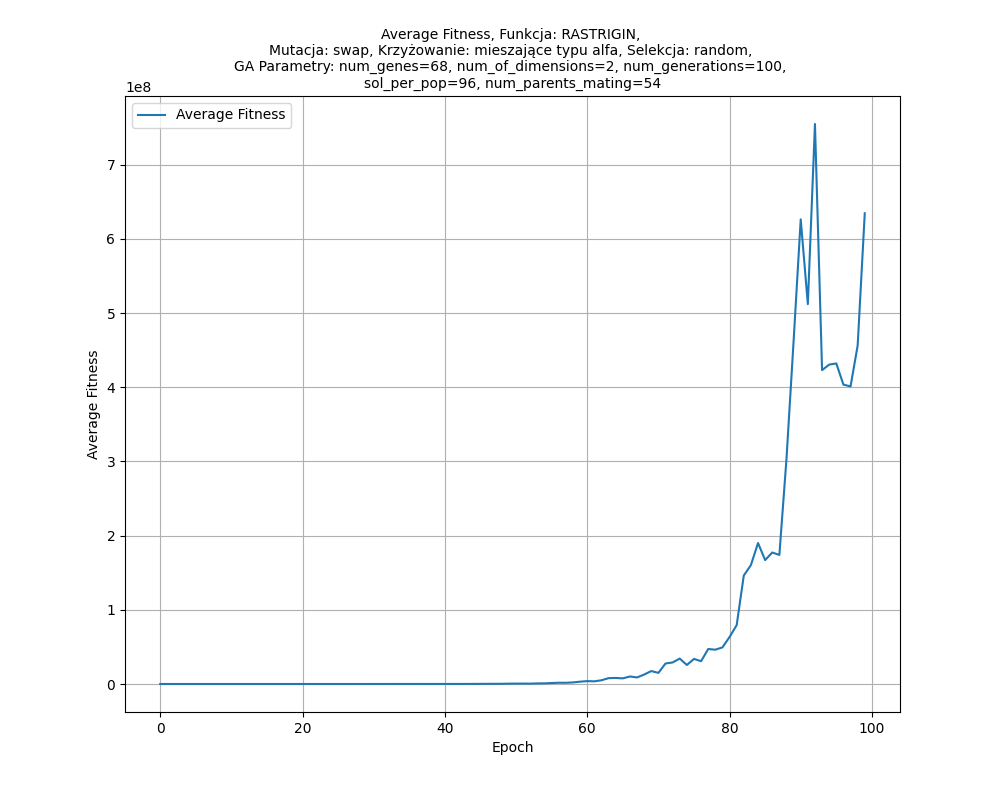 Average Fitness, Funkcja: RASTRIGIN,
Mutacja: swap, Krzyżowanie: mieszające typu alfa, Selekcja: random,
GA Parametry: num_genes=68, num_of_dimensions=2, num_generations=100,
sol_per_pop=96, num_parents_mating=54
1e8
Average Fitness
7
6
5
4
3
2
1
0
Average Fitness
0 20 40 60 80 100
Epoch